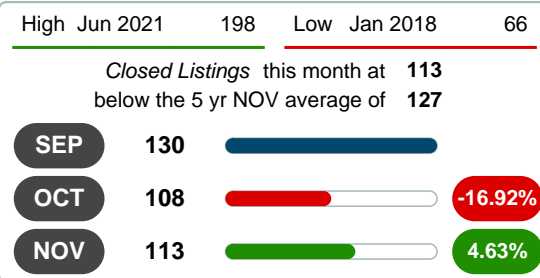 High Jun 2021 198 Low Jan 2018 66
Closed Listings this month at 113
below the 5 yr NOV average of 127
SEP 130
OCT 108 -16.92%
NOV 113 4.63%